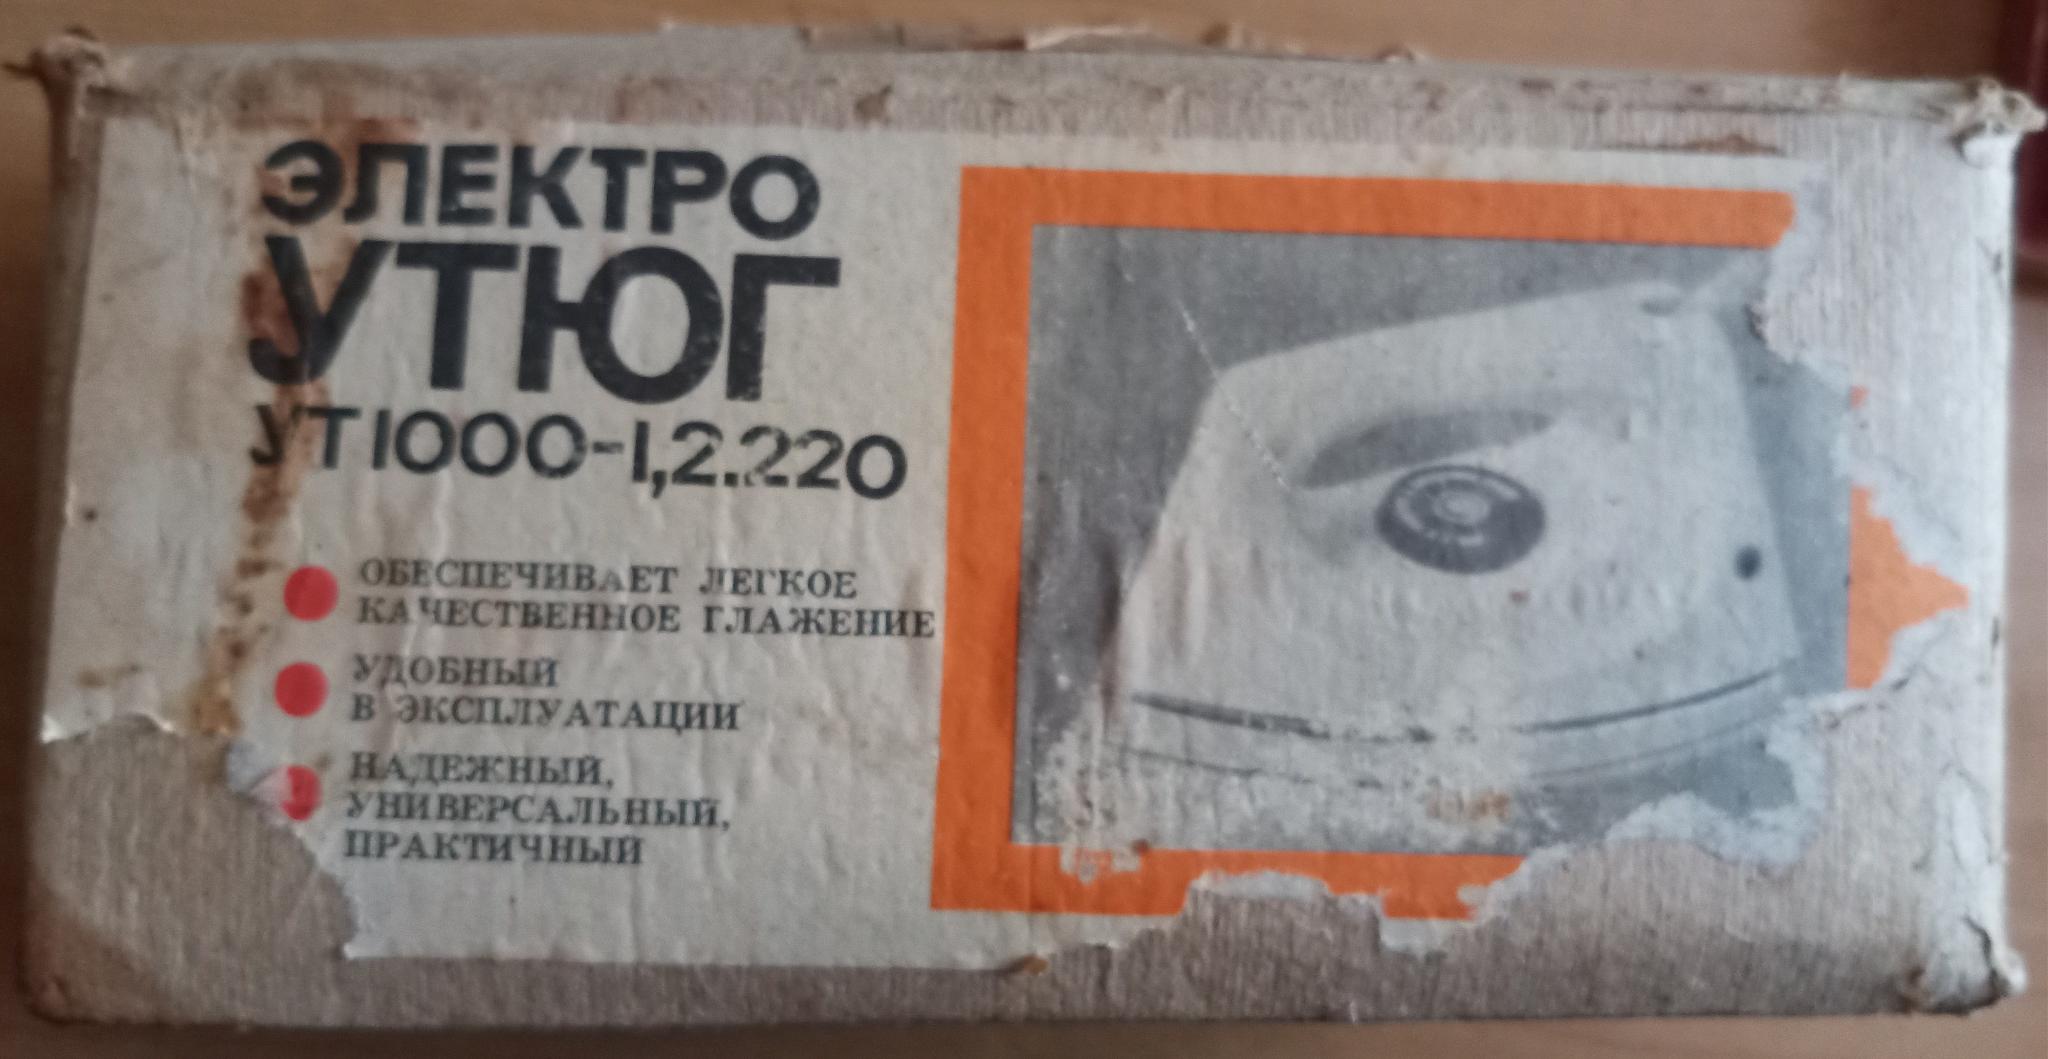 ЭЛЕКТРО
УТЮГ
УТ1000-1,2.220
ОБЕСПЕЧИВАЕТ ЛЕГКОЕ
КАЧЕСТВЕННОЕ ГЛАЖЕНИЕ
УДОБНЫЙ
В ЭКСПЛУАТАЦИИ
НАДЕЖНЫЙ,
УНИВЕРСАЛЬНЫЙ,
ПРАКТИЧНЫЙ